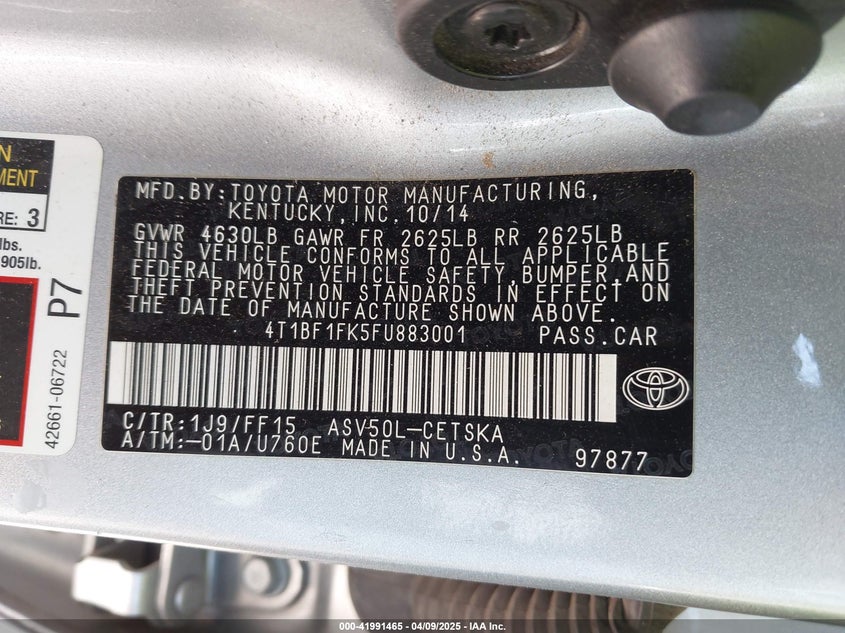 N
MENT
RE: 3
lbs.
905lb.
P7
42661-06722
MFD.BY:TOYOTA MOTOR MANUFACTURING,
KENTUCKY,INC.10/14
GVWR 4630LB GAWR FR 2625LB RR 2625LB
THIS VEHICLE CONFORMS TO ALL APPLICABLE
FEDERAL MOTOR VEHICLE SAFETY,BUMPER,AND
THEFT PREVENTION STANDARDS IN EFFECT ON
THE DATE OF MANUFACTURE SHOWN ABOVE.
4T1BF1FK5FU883001 PASS.CAR
C/TR:1J9/FF15 ASV50L-CETSKA
A/TM:-01A/U760E MADE IN U.S.A. 97877
000-41991465 | 04/09/2025 - IAA Inc.